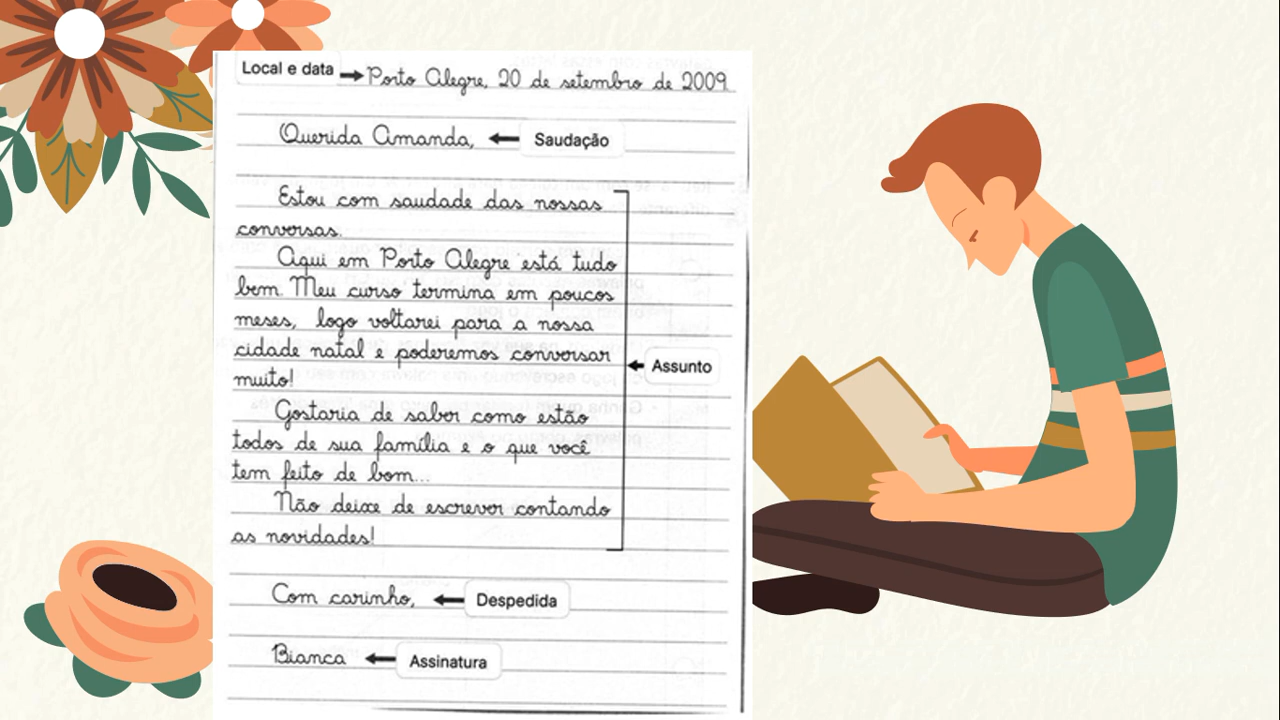 Local e data Porto Alegre, 20 de setembro de 2009.
Querida Amanda, Saudação
Estou com saudade das nossas
conversas.
Aqui em Porto Alegre está tudo
bem. Meu curso termina em poucos
meses, logo voltarei para a nossa
cidade natal e poderemos conversar
muito!
Assunto
Gostaria de saber como estão
todos de sua família e o que você
tem feito de bom...
Não deixe de escrever contando
as novidades!
Com carinho, Despedida
Bianca Assinatura